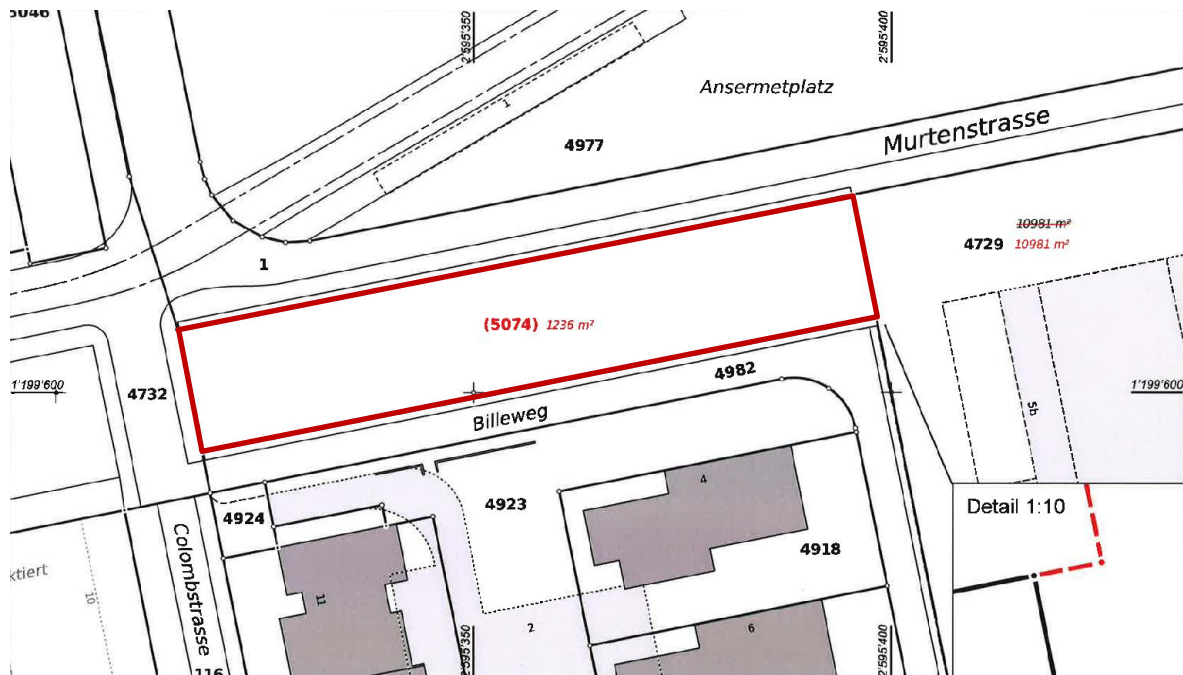 5046
2'595'350
2'595'400
Ansermetplatz
1
4977
Murtenstrasse
10981 m²
4729 10981 m²
1
(5074) 1236 m²
4982
1'199'600
4732
1'199'600
Billeweg
5b
4
4923
4924
Detail 1:10
Colombstrasse
4918
ktiert
10
11
2
6
2'595'350
2'595'400
116